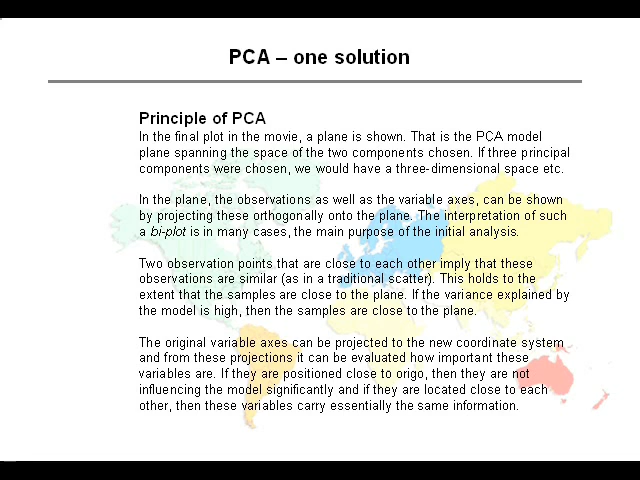 PCA – one solution
Principle of PCA
In the final plot in the movie, a plane is shown. That is the PCA model
plane spanning the space of the two components chosen. If three principal
components were chosen, we would have a three-dimensional space etc.
In the plane, the observations as well as the variable axes, can be shown
by projecting these orthogonally onto the plane. The interpretation of such
a bi-plot is in many cases, the main purpose of the initial analysis.
Two observation points that are close to each other imply that these
observations are similar (as in a traditional scatter). This holds to the
extent that the samples are close to the plane. If the variance explained by
the model is high, then the samples are close to the plane.
The original variable axes can be projected to the new coordinate system
and from these projections it can be evaluated how important these
variables are. If they are positioned close to origo, then they are not
influencing the model significantly and if they are located close to each
other, then these variables carry essentially the same information.